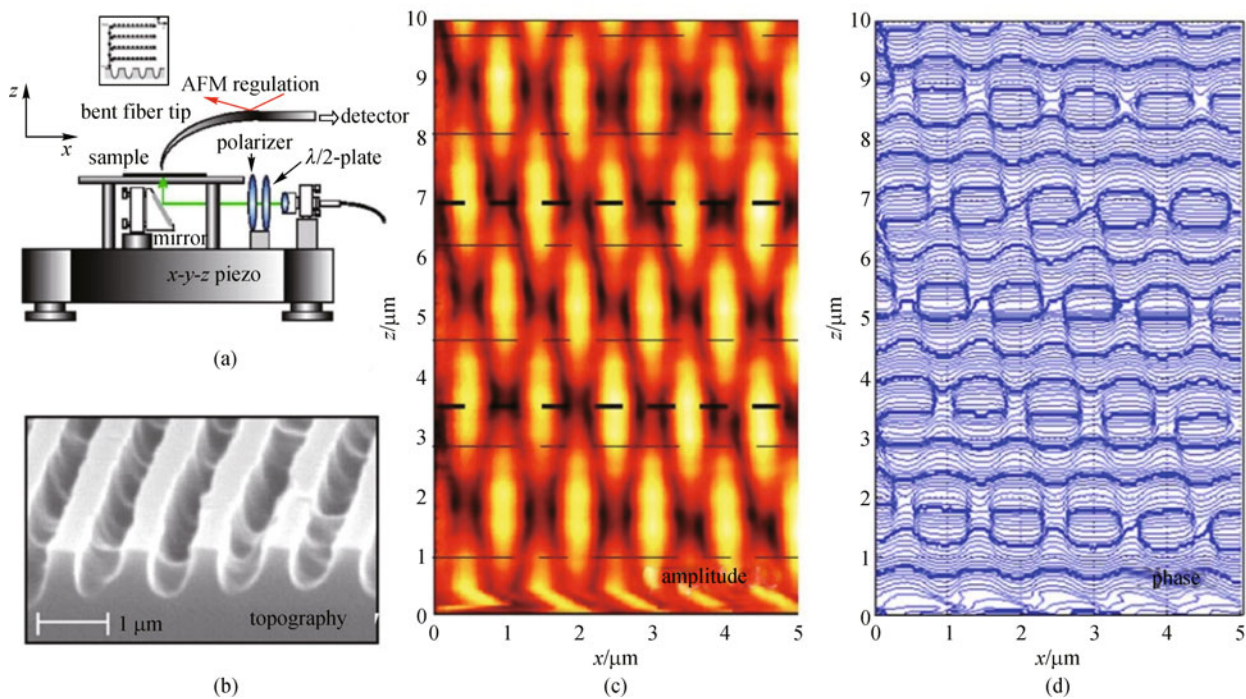 z
x
AFM regulation
bent fiber tip
detector
polarizer
sample
λ/2-plate
mirror
x-y-z piezo
(a)
1 μm
topography
(b)
10
9
8
7
6
5
4
3
2
1
0
z/μm
amplitude
0 1 2 3 4 5
x/μm
(c)
10
9
8
7
6
5
4
3
2
1
0
z/μm
phase
0 1 2 3 4 5
x/μm
(d)